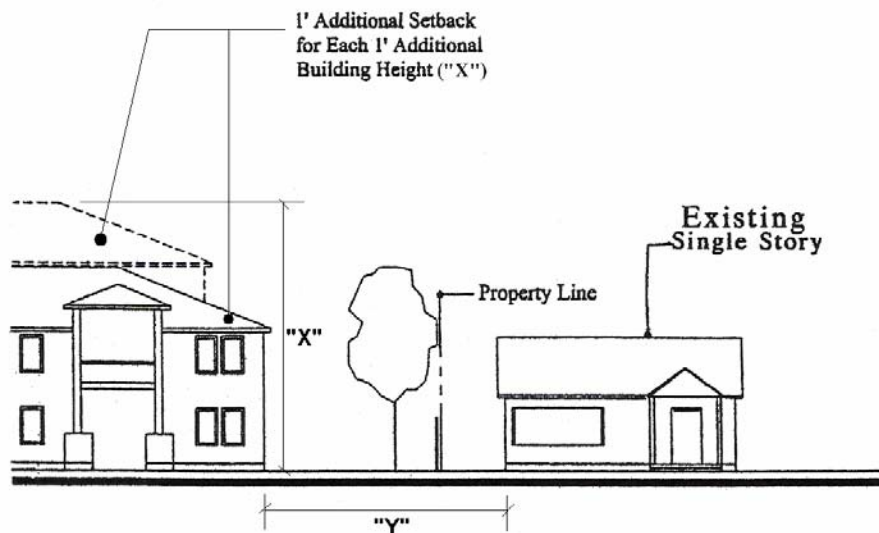 1' Additional Setback
for Each 1' Additional
Building Height ("X")
Existing
Single Story
Property Line
"X"
"Y"